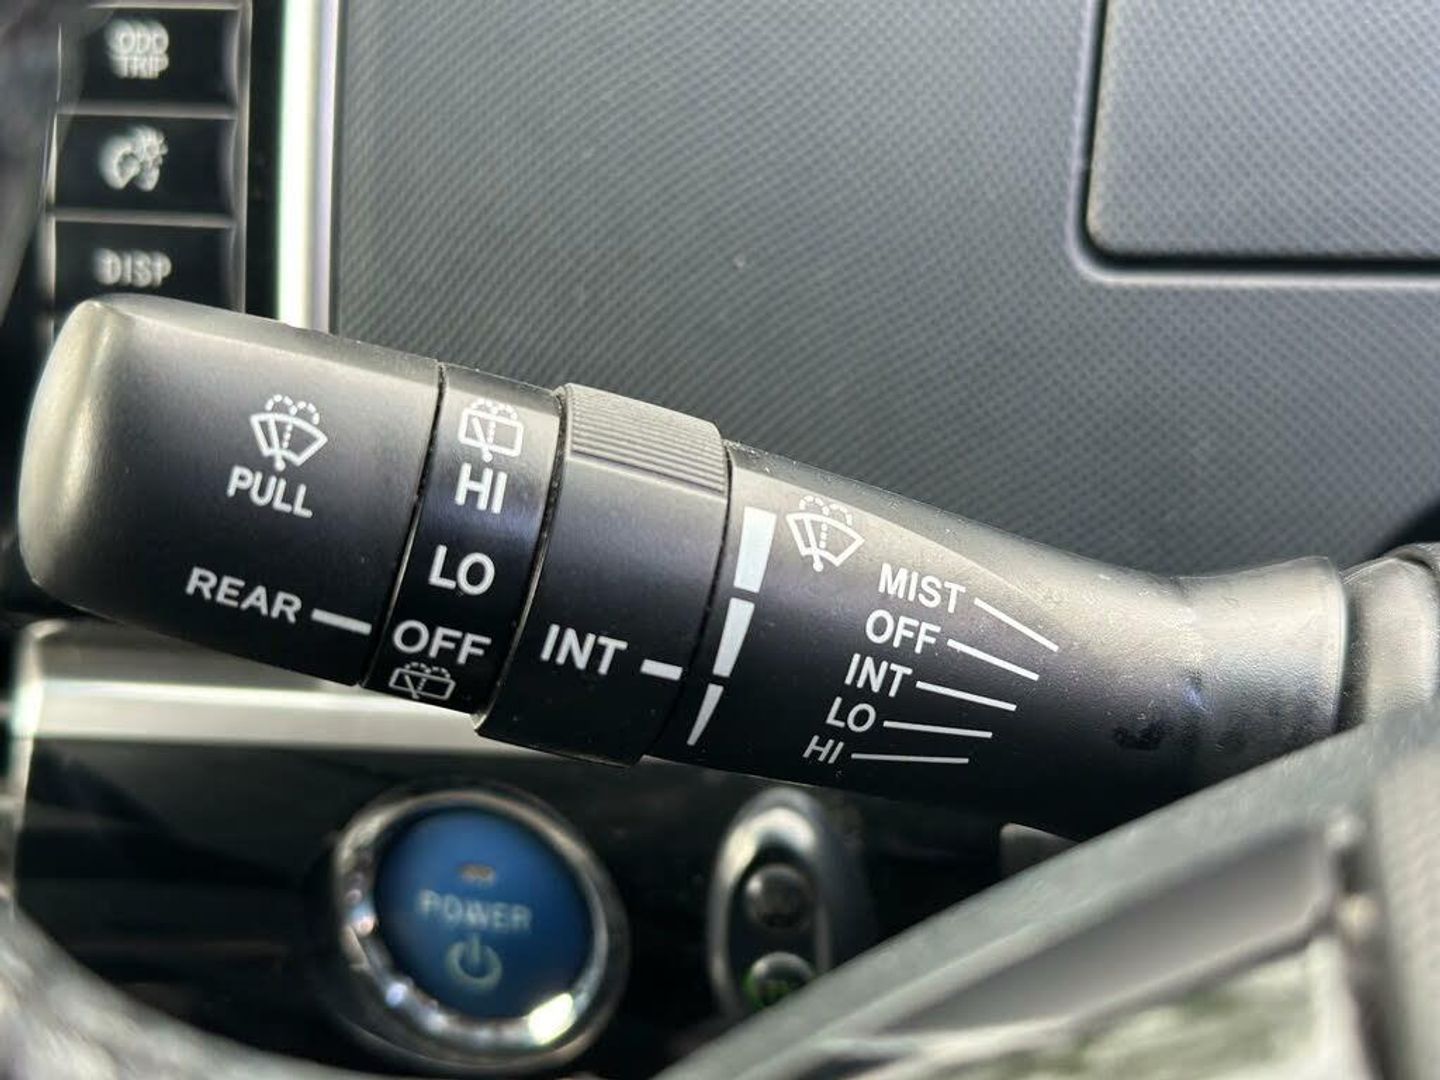 ODO
TRIP
DISP
PULL
REAR
HI
LO
OFF
INT
MIST
OFF
INT
LO
HI
POWER